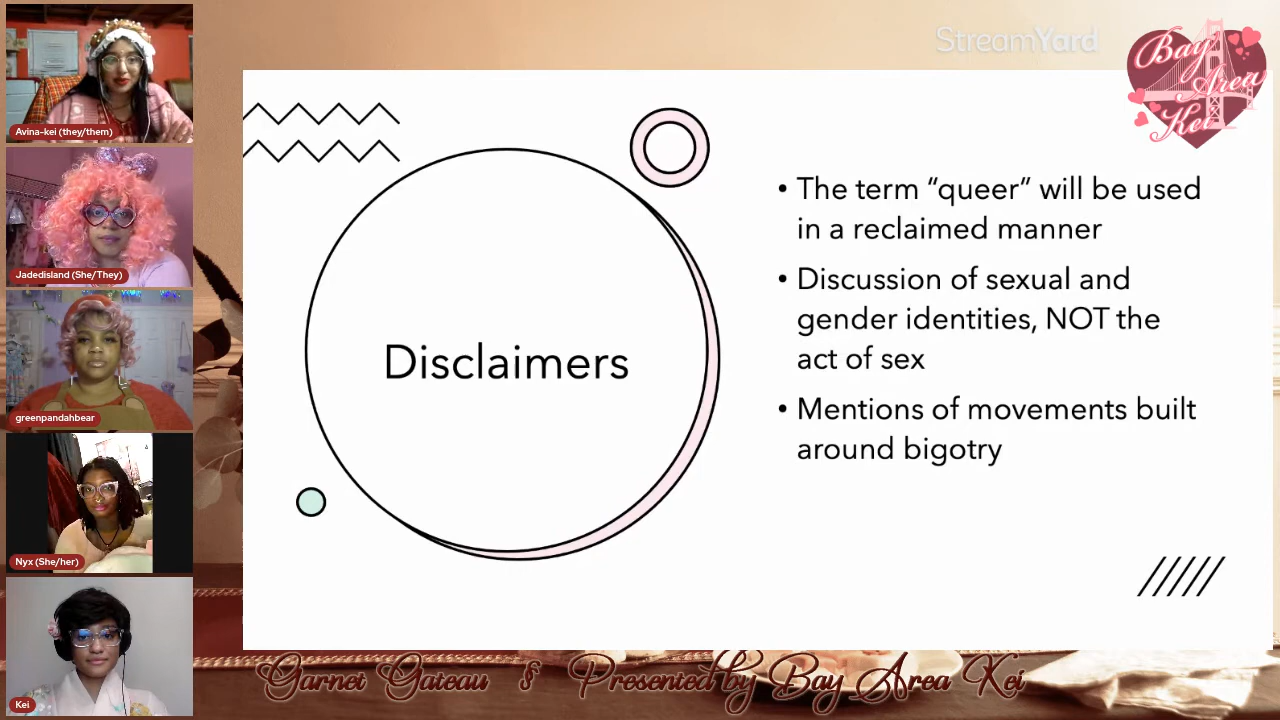 StreamYard
Bay
Area
Kei
Avina-kei (they/them)
Jadedisland (She/They)
greenpandahbear
Nyx (She/her)
Kei
Disclaimers
• The term “queer” will be used
in a reclaimed manner
• Discussion of sexual and
gender identities, NOT the
act of sex
• Mentions of movements built
around bigotry
Garnet Gateau § Presented by Bay Area Kei